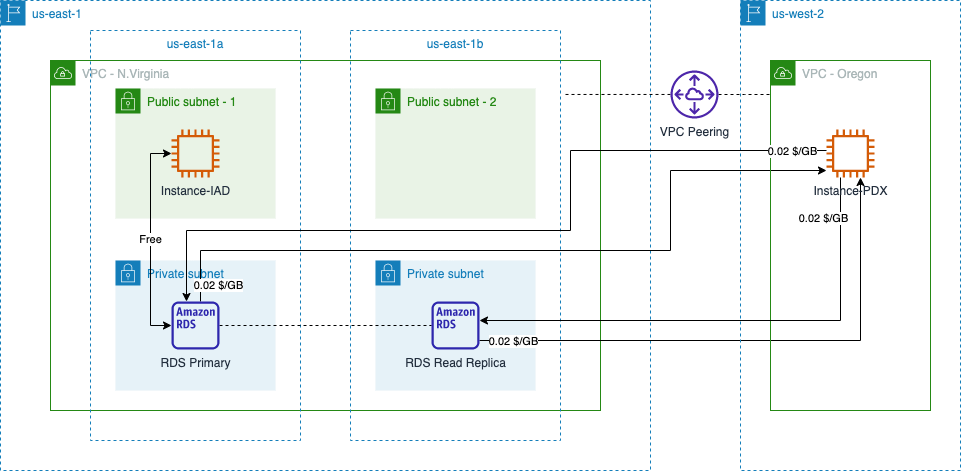 us-east-1
us-west-2
us-east-1a
us-east-1b
VPC - N.Virginia
VPC - Oregon
Public subnet - 1
Public subnet - 2
VPC Peering
0.02 $/GB
Instance-IAD
Instance-PDX
0.02 $/GB
Free
Private subnet
Private subnet
0.02 $/GB
Amazon
RDS
Amazon
RDS
0.02 $/GB
RDS Primary
RDS Read Replica